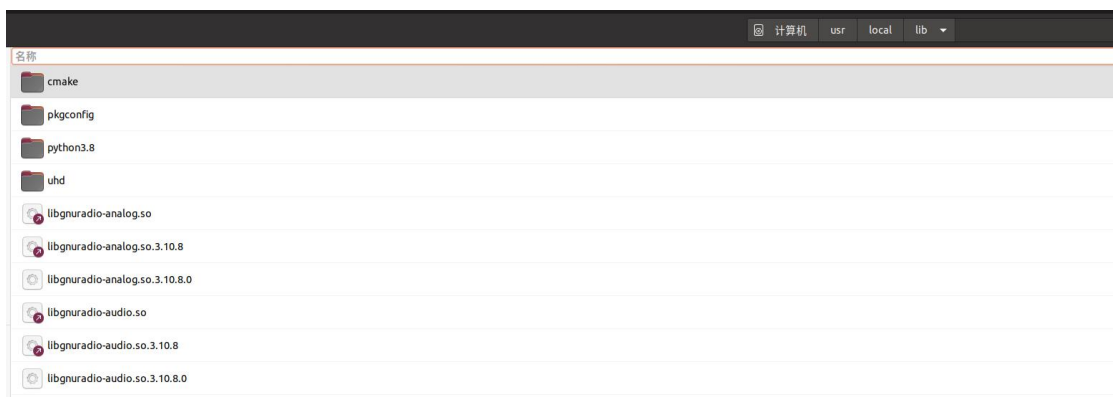 计算机 usr local lib
名称
cmake
pkgconfig
python3.8
uhd
libgnuradio-analog.so
libgnuradio-analog.so.3.10.8
libgnuradio-analog.so.3.10.8.0
libgnuradio-audio.so
libgnuradio-audio.so.3.10.8
libgnuradio-audio.so.3.10.8.0